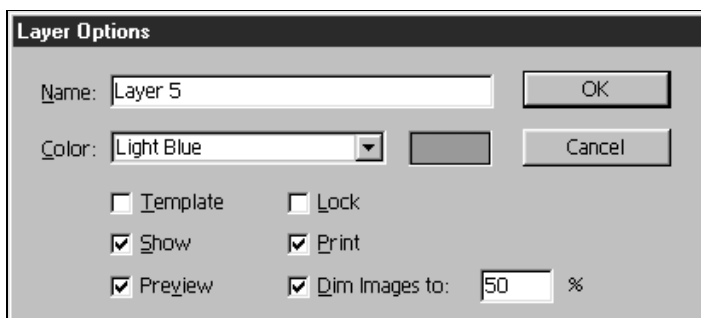 Layer Options
Name: Layer 5 OK
Color: Light Blue Cancel
Template Lock
Show Print
Preview Dim Images to: 50 %